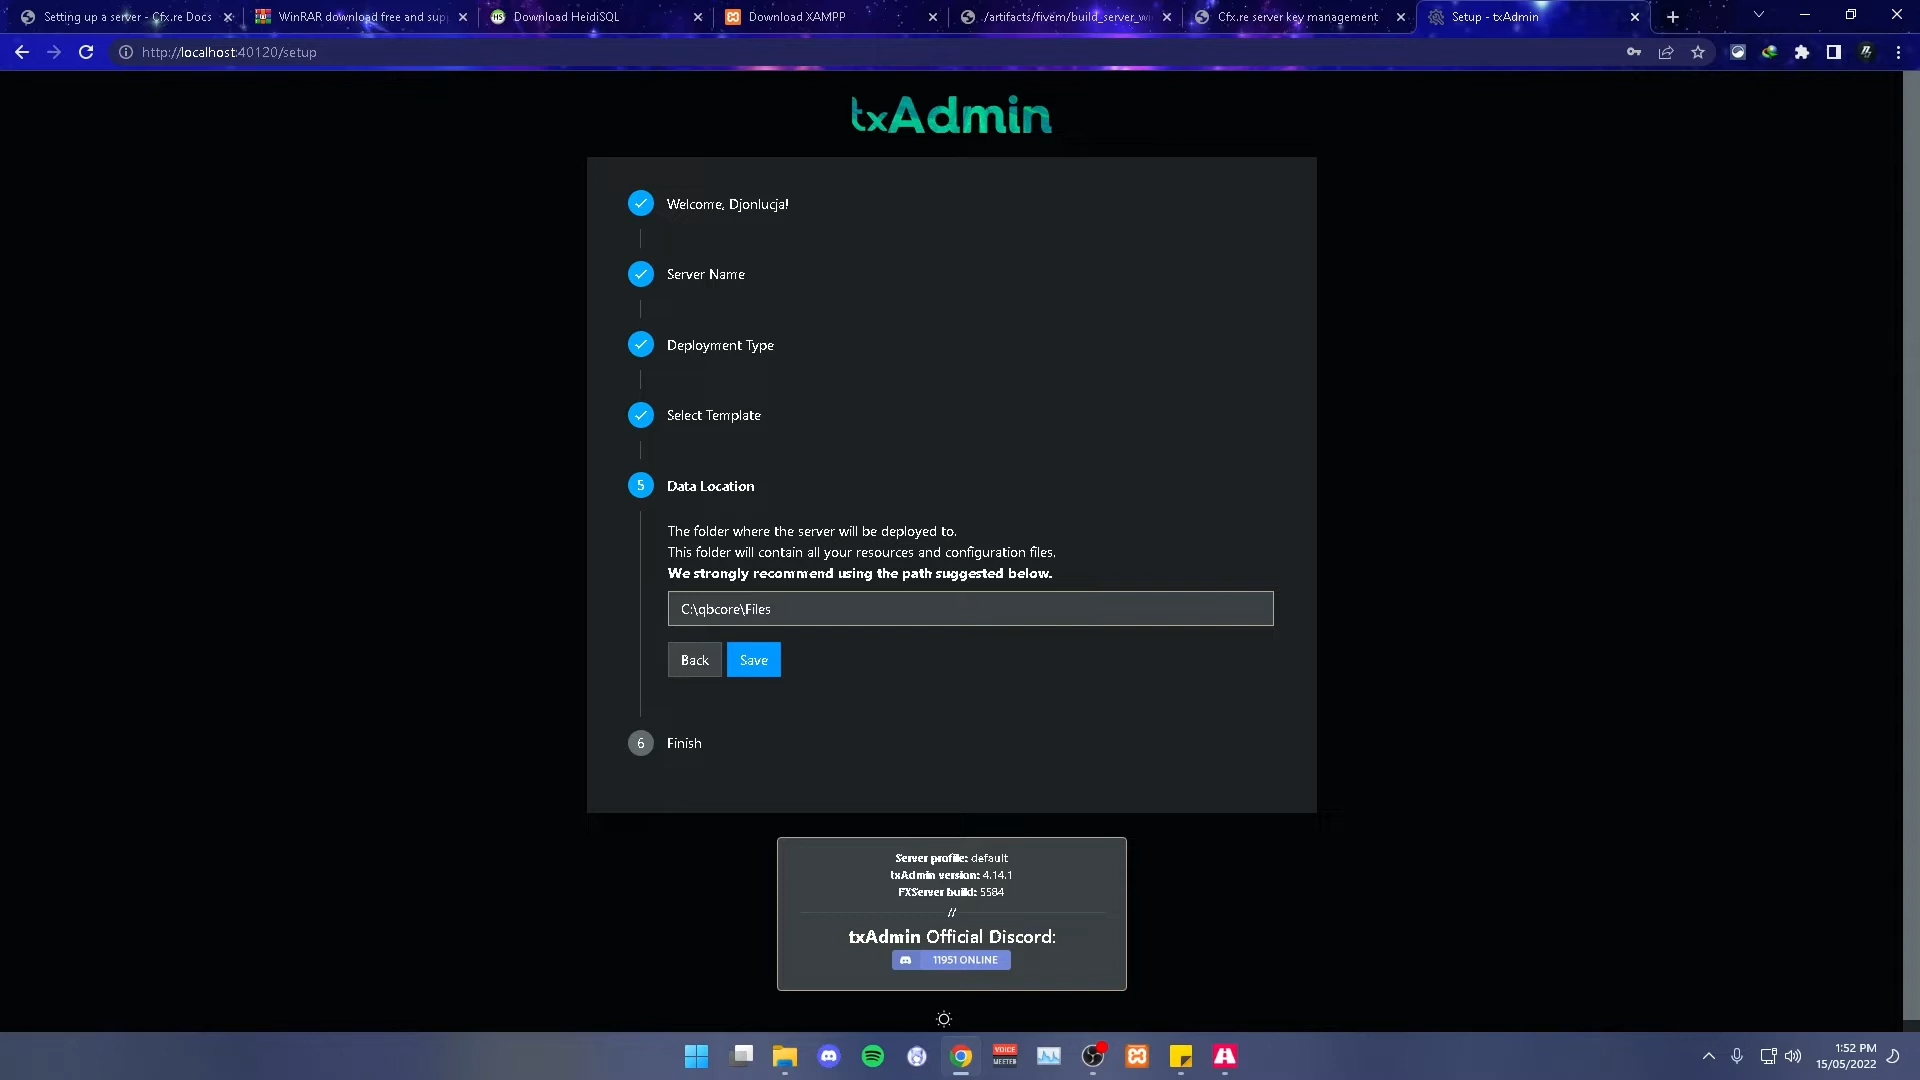 Setting up a server - Cfx.re Docs
WinRAR download free and sup
Download HeidiSQL
Download XAMPP
/artifacts/fivem/build_server_wi
Cfx.re server key management
Setup - txAdmin
http://localhost:40120/setup
txAdmin
Welcome, Djonlucja!
Server Name
Deployment Type
Select Template
5
Data Location
The folder where the server will be deployed to.
This folder will contain all your resources and configuration files.
We strongly recommend using the path suggested below.
C:\qbcore\Files
Back
Save
6
Finish
Server profile: default
txAdmin version: 4.14.1
FXServer build: 5584
//
txAdmin Official Discord:
11951 ONLINE
VOICE
MEETER
1:52 PM
15/05/2022